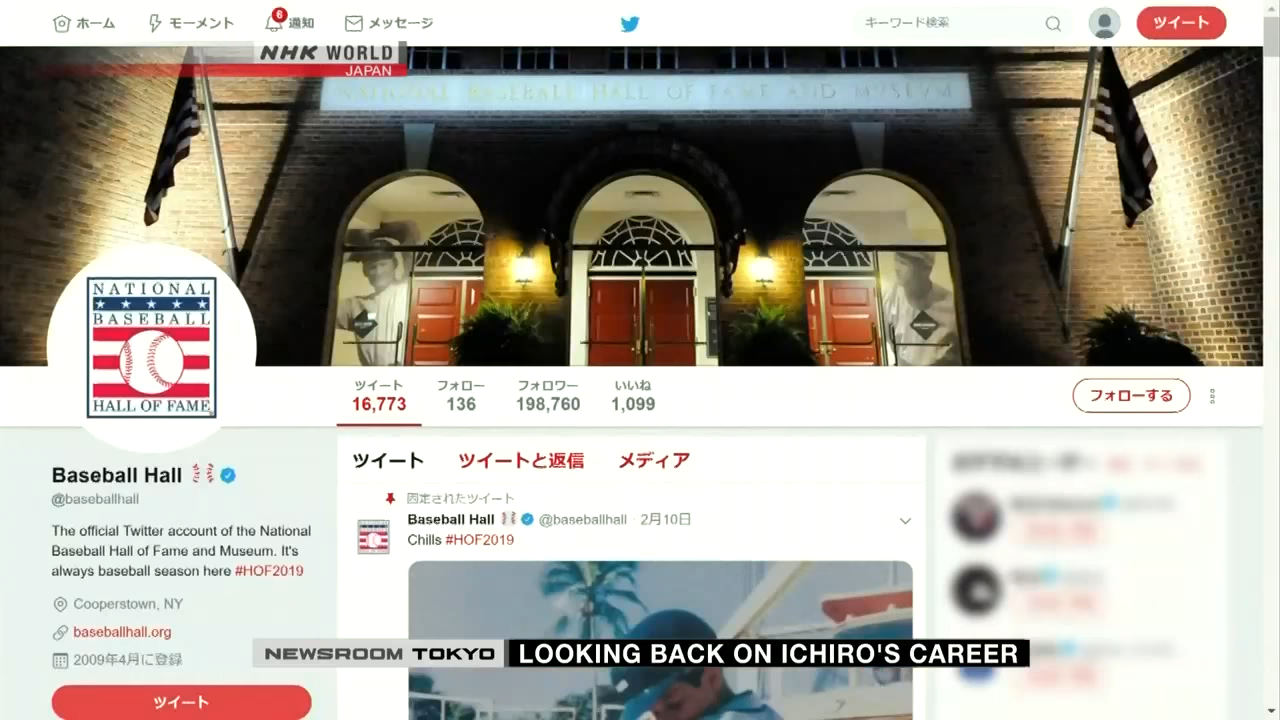 ホーム
モーメント
6
通知
メッセージ
キーワード検索
ツイート
NHK WORLD
JAPAN
NATIONAL BASEBALL HALL OF FAME AND MUSEUM
NATIONAL
BASEBALL
HALL OF FAME
ツイート
16,773
フォロー
136
フォロワー
198,760
いいね
1,099
フォローする
Baseball Hall
@baseballhall
The official Twitter account of the National
Baseball Hall of Fame and Museum. It's
always baseball season here #HOF2019
Cooperstown, NY
baseballhall.org
2009年4月に登録
ツイート
ツイート
ツイートと返信
メディア
固定されたツイート
Baseball Hall @baseballhall · 2月10日
Chills #HOF2019
NEWSROOM TOKYO
LOOKING BACK ON ICHIRO'S CAREER